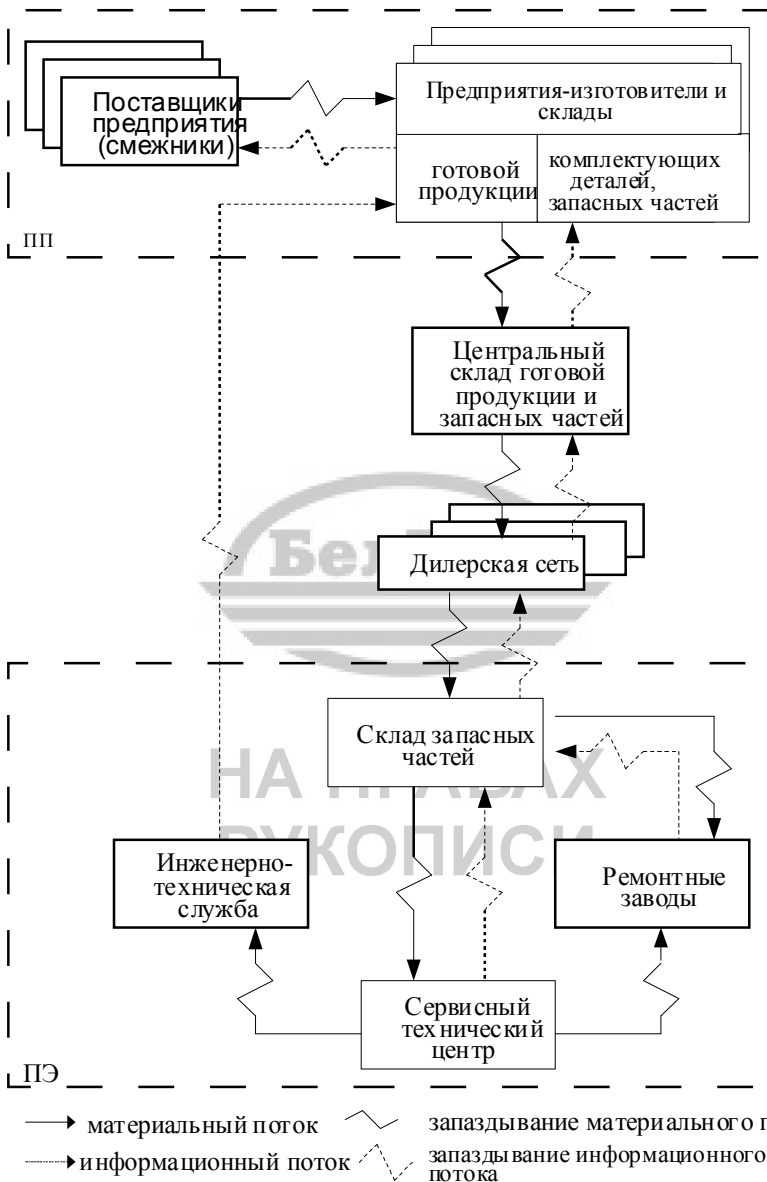 Поставщики
предприятия
(смежники)
Предприятия-изготовители и
склады
готовой
продукции
комплектующих
деталей,
запасных частей
ПП
Центральный
склад готовой
продукции и
запасных частей
Дилерская сеть
Склад запасных
частей
НА ПРАВАХ
РУКОПИСИ
Инженерно-
техническая
служба
Ремонтные
заводы
Сервисный
технический
центр
ПЭ
материальный поток
запаздывание материального
информационный поток
запаздывание информационного
потока